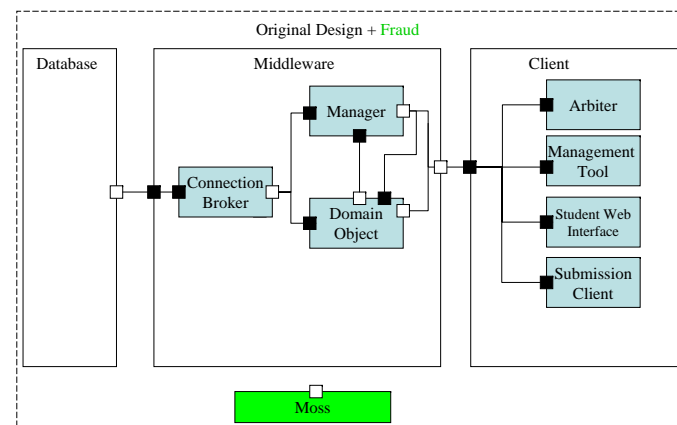 Original Design + Fraud
Database
Middleware
Client
Manager
Arbiter
Management
Tool
Connection
Broker
Domain
Object
Student Web
Interface
Submission
Client
Moss